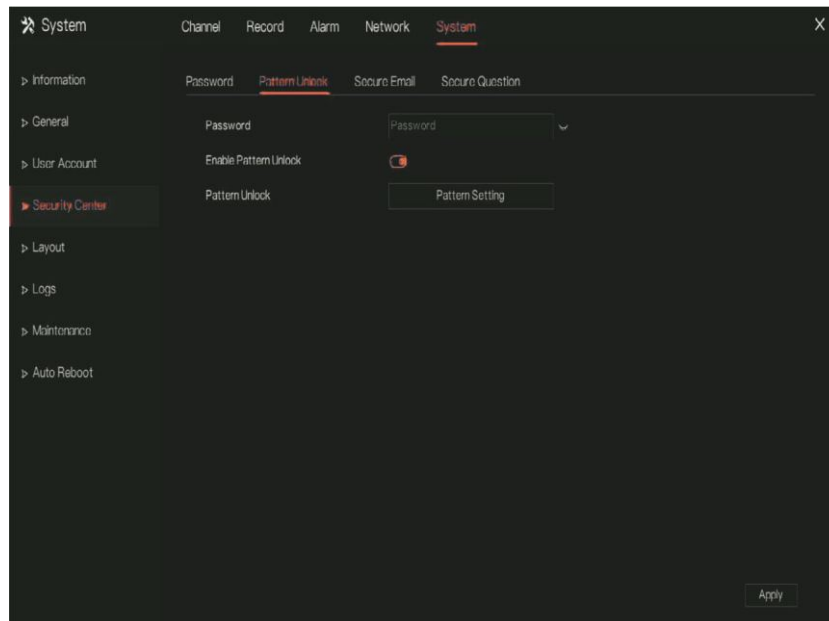 System
Channel Record Alarm Network System X
Information
General
User Account
Security Center
Layout
Logs
Maintenance
Auto Reboot
Password Pattern Unlock Secure Email Secure Question
Password Password
Enable Pattern Unlock
Pattern Unlock Pattern Setting
Apply